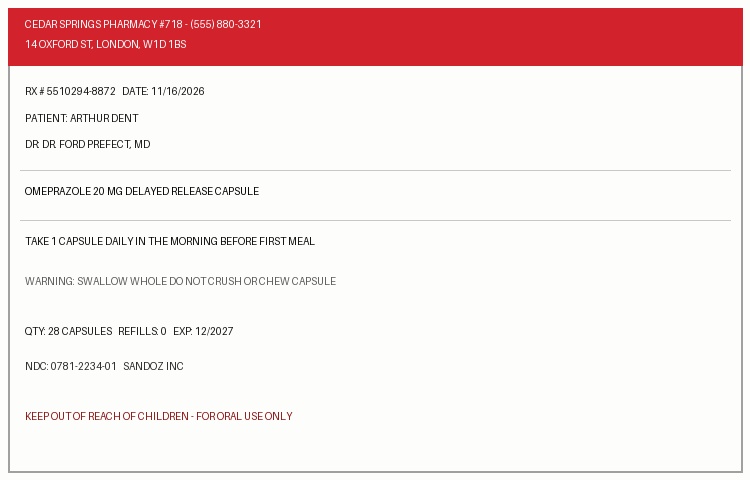 CEDAR SPRINGS PHARMACY #718 - (555) 880-3321
14 OXFORD ST, LONDON, W1D 1BS
RX # 5510294-8872 DATE: 11/16/2026
PATIENT: ARTHUR DENT
DR: DR. FORD PREFECT, MD
OMEPRAZOLE 20 MG DELAYED RELEASE CAPSULE
TAKE 1 CAPSULE DAILY IN THE MORNING BEFORE FIRST MEAL
WARNING: SWALLOW WHOLE DO NOT CRUSH OR CHEW CAPSULE
QTY: 28 CAPSULES REFILLS: 0 EXP: 12/2027
NDC: 0781-2234-01 SANDOZ INC
KEEP OUT OF REACH OF CHILDREN - FOR ORAL USE ONLY